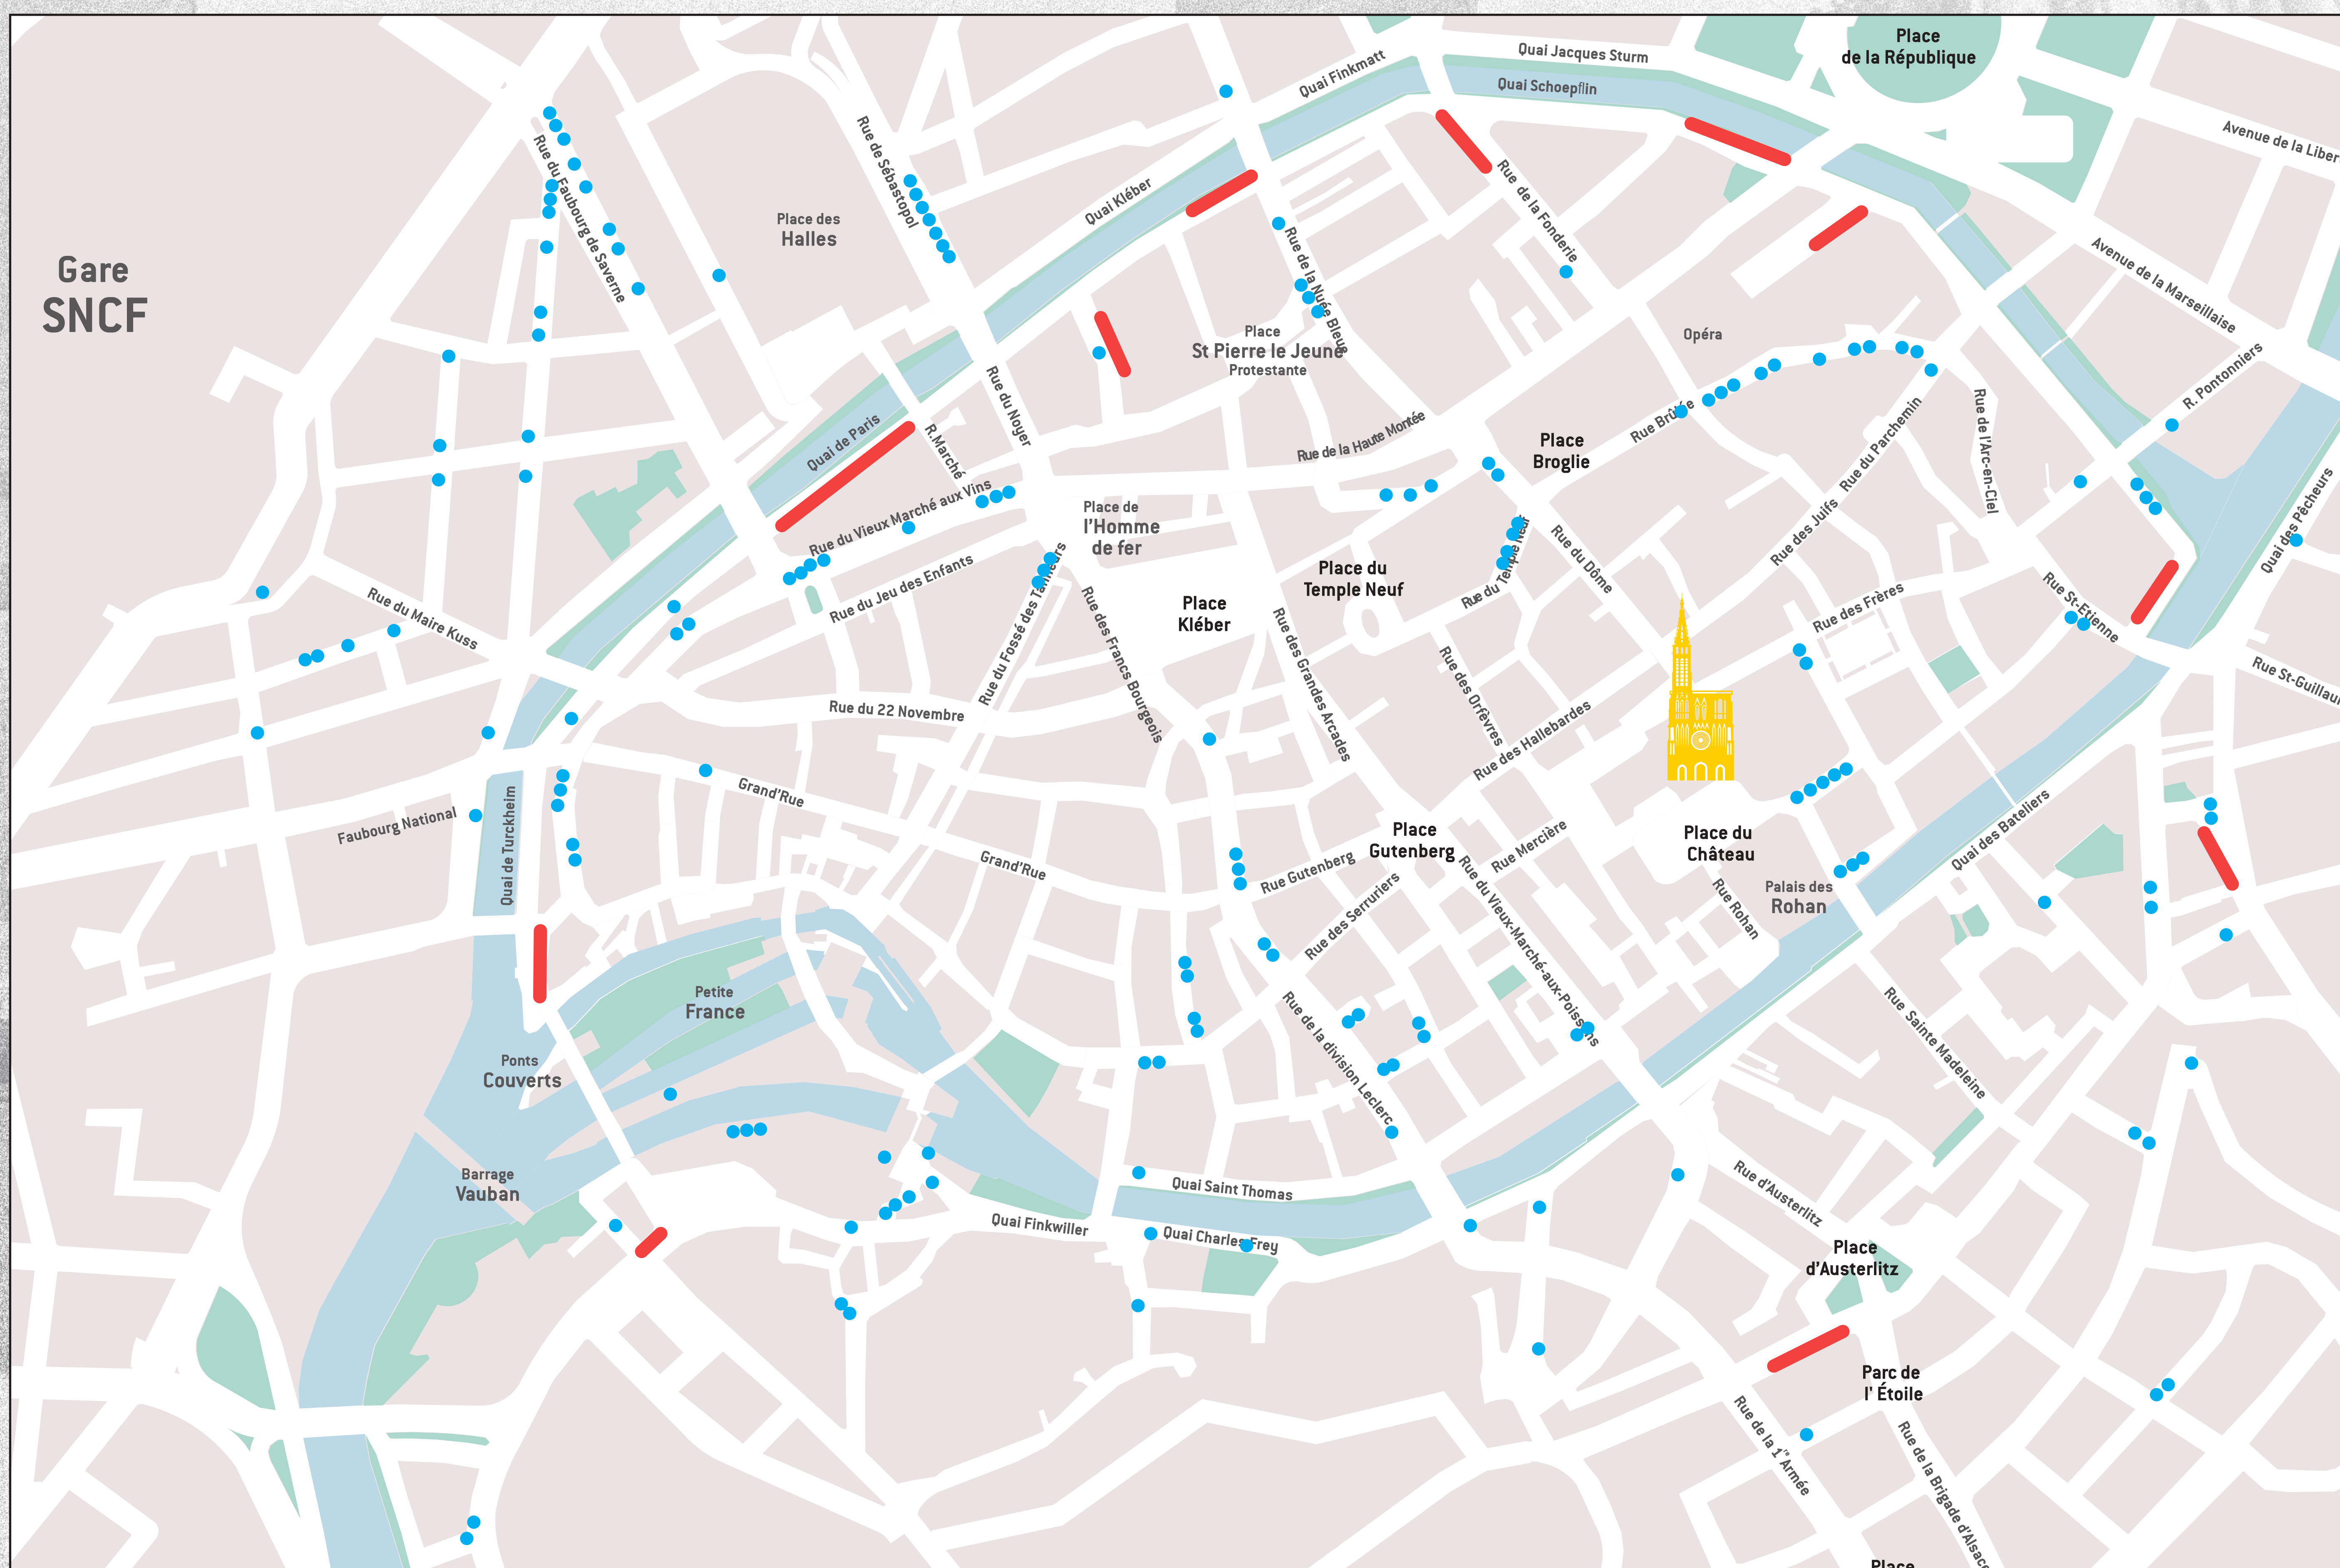 Place
de la République
Quai Jacques Sturm
Quai Finkmatt
Quai Schoepflin
Avenue de la Liber
Rue de Sébastopol
Rue du Faubourg de Saverne
Place des
Halles
Quai Kléber
Rue de la Fonderie
Rue de la Nuée Bleue
Avenue de la Marseillaise
Gare
SNCF
Place
St Pierre le Jeune
Protestante
Opéra
R. Pontonniers
Rue du Noyer
Quai de Paris
R. Marché
Rue de la Haute Montée
Place
Broglie
Rue Brûlée
Rue du Parchemin
Rue de l'Arc-en-Ciel
Rue du Vieux Marché aux Vins
Place de
l'Homme
de fer
Quai des Pêcheurs
Rue du Jeu des Enfants
Rue du Fossé des Tanneurs
Rue des Francs Bourgeois
Place
Kléber
Place du
Temple Neuf
Rue du Temple Neuf
Rue du Dôme
Rue des Juifs
Rue des Frères
Rue St-Etienne
Rue du Maire Kuss
Rue des Grandes Arcades
Rue des Orfèvres
Rue des Hallebardes
Rue St-Guillau
Rue du 22 Novembre
Grand'Rue
Faubourg National
Quai de Turckheim
Grand'Rue
Rue Gutenberg
Place
Gutenberg
Rue Mercière
Place du
Château
Quai des Bateliers
Rue des Serruriers
Rue du Vieux-Marché-aux-Poissons
Rue Rohan
Palais des
Rohan
Petite
France
Rue de la division Leclerc
Rue Sainte Madeleine
Ponts
Couverts
Barrage
Vauban
Quai Saint Thomas
Quai Finkwiller
Quai Charles Frey
Rue d'Austerlitz
Place
d'Austerlitz
Parc de
l' Étoile
Rue de la 1re Armée
Rue de la Brigade d'Alsac
Place